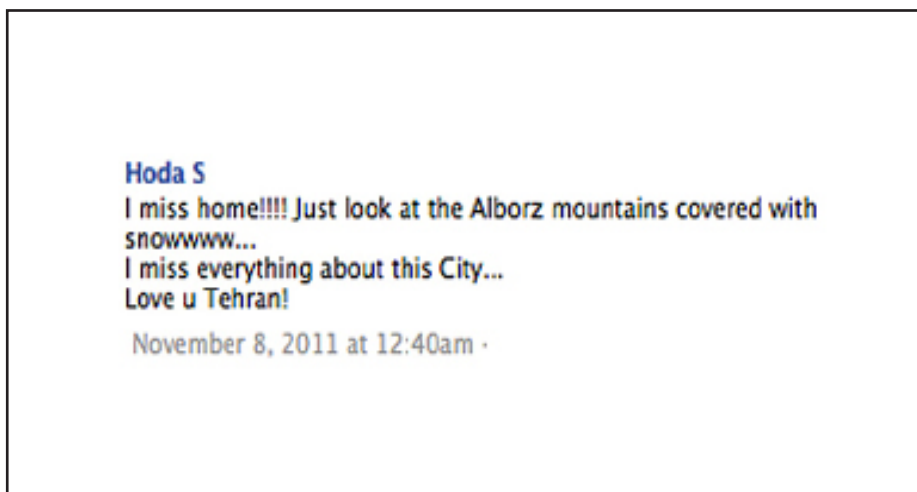 Hoda S
I miss home!!!! Just look at the Alborz mountains covered with
snowwww...
I miss everything about this City...
Love u Tehran!
November 8, 2011 at 12:40am ·